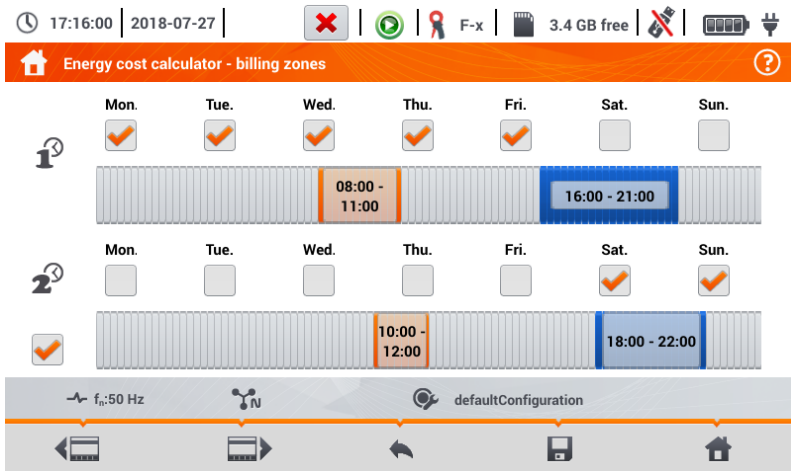 17:16:00 2018-07-27 F-x 3.4 GB free
Energy cost calculator - billing zones ?
Mon. Tue. Wed. Thu. Fri. Sat. Sun.
1
08:00 -
11:00
16:00 - 21:00
Mon. Tue. Wed. Thu. Fri. Sat. Sun.
2
10:00 -
12:00
18:00 - 22:00
fn:50 Hz N defaultConfiguration